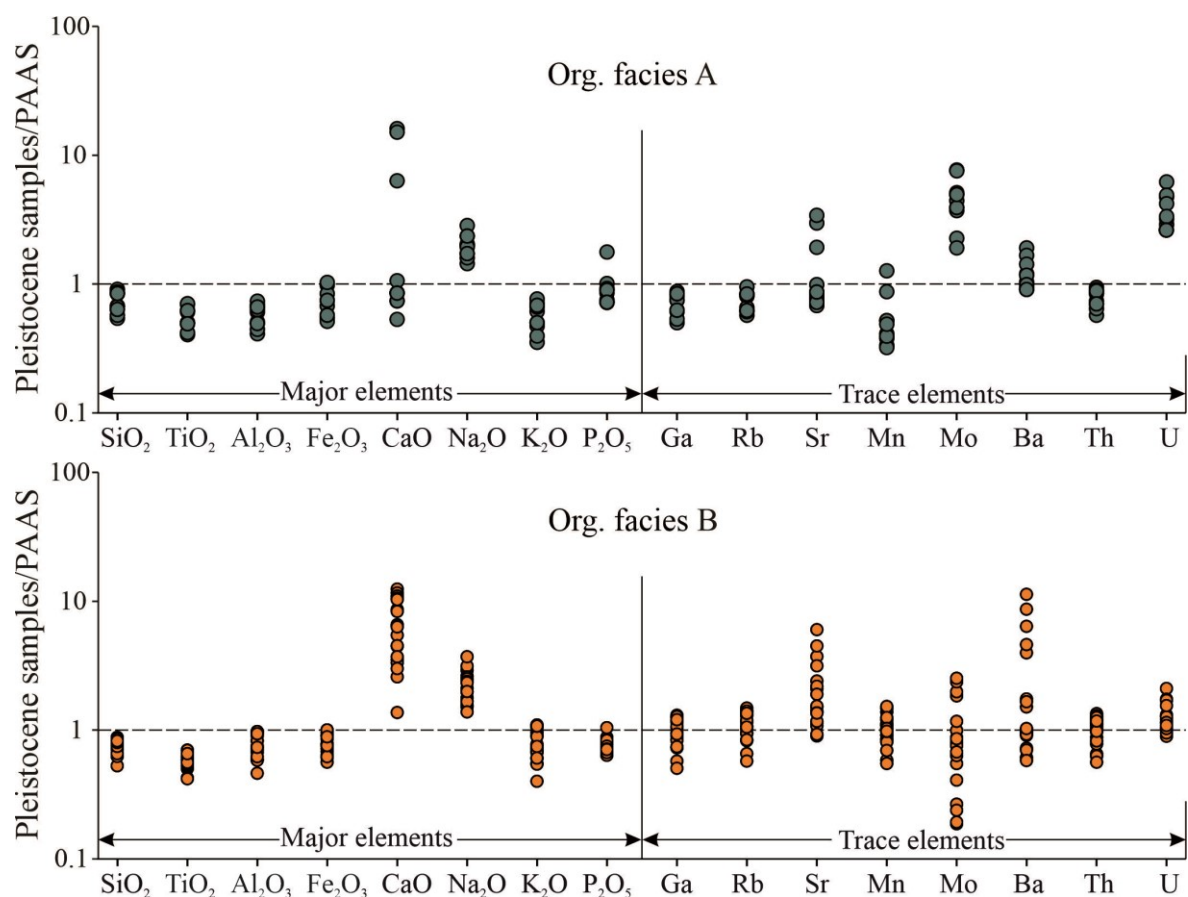 100
Org. facies A
10
1
Pleistocene samples/PAAS
Major elements
Trace elements
0.1
SiO₂ TiO₂ Al₂O₃ Fe₂O₃ CaO Na₂O K₂O P₂O₅ Ga Rb Sr Mn Mo Ba Th U
100
Org. facies B
10
1
Pleistocene samples/PAAS
Major elements
Trace elements
0.1
SiO₂ TiO₂ Al₂O₃ Fe₂O₃ CaO Na₂O K₂O P₂O₅ Ga Rb Sr Mn Mo Ba Th U